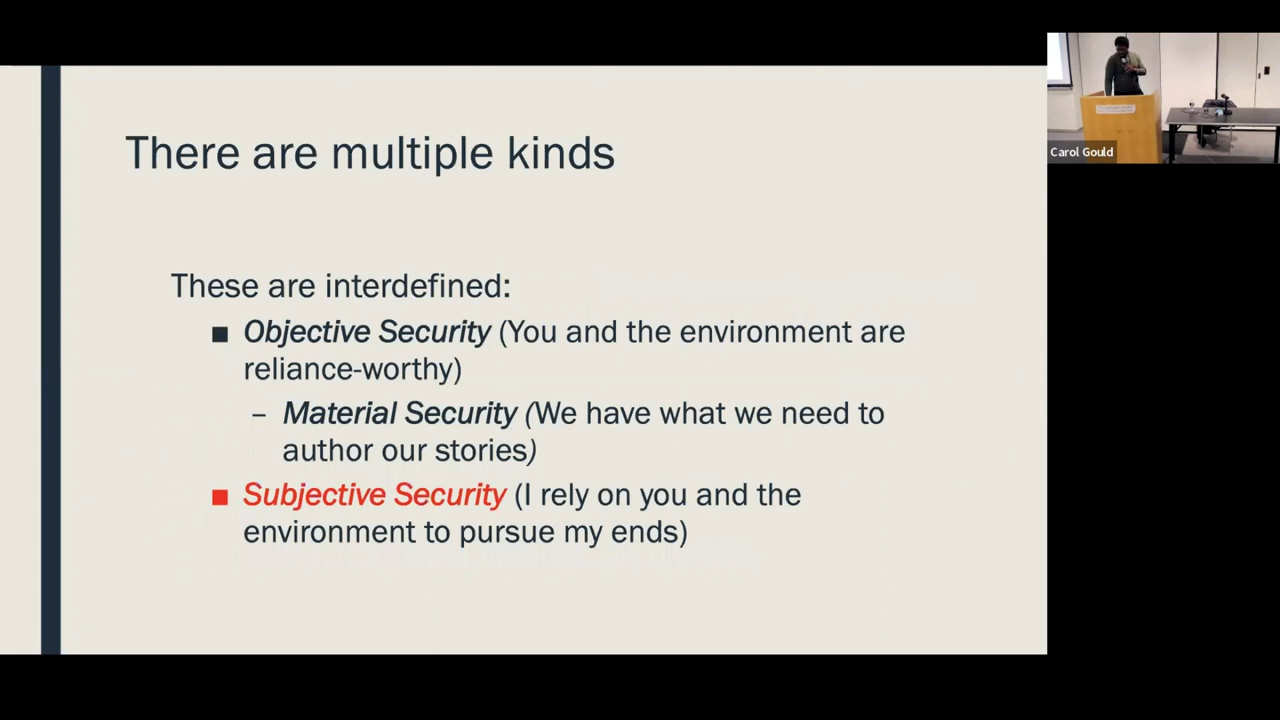 There are multiple kinds
These are interdefined:
■ Objective Security (You and the environment are
reliance-worthy)
– Material Security (We have what we need to
author our stories)
■ Subjective Security (I rely on you and the
environment to pursue my ends)
Carol Gould